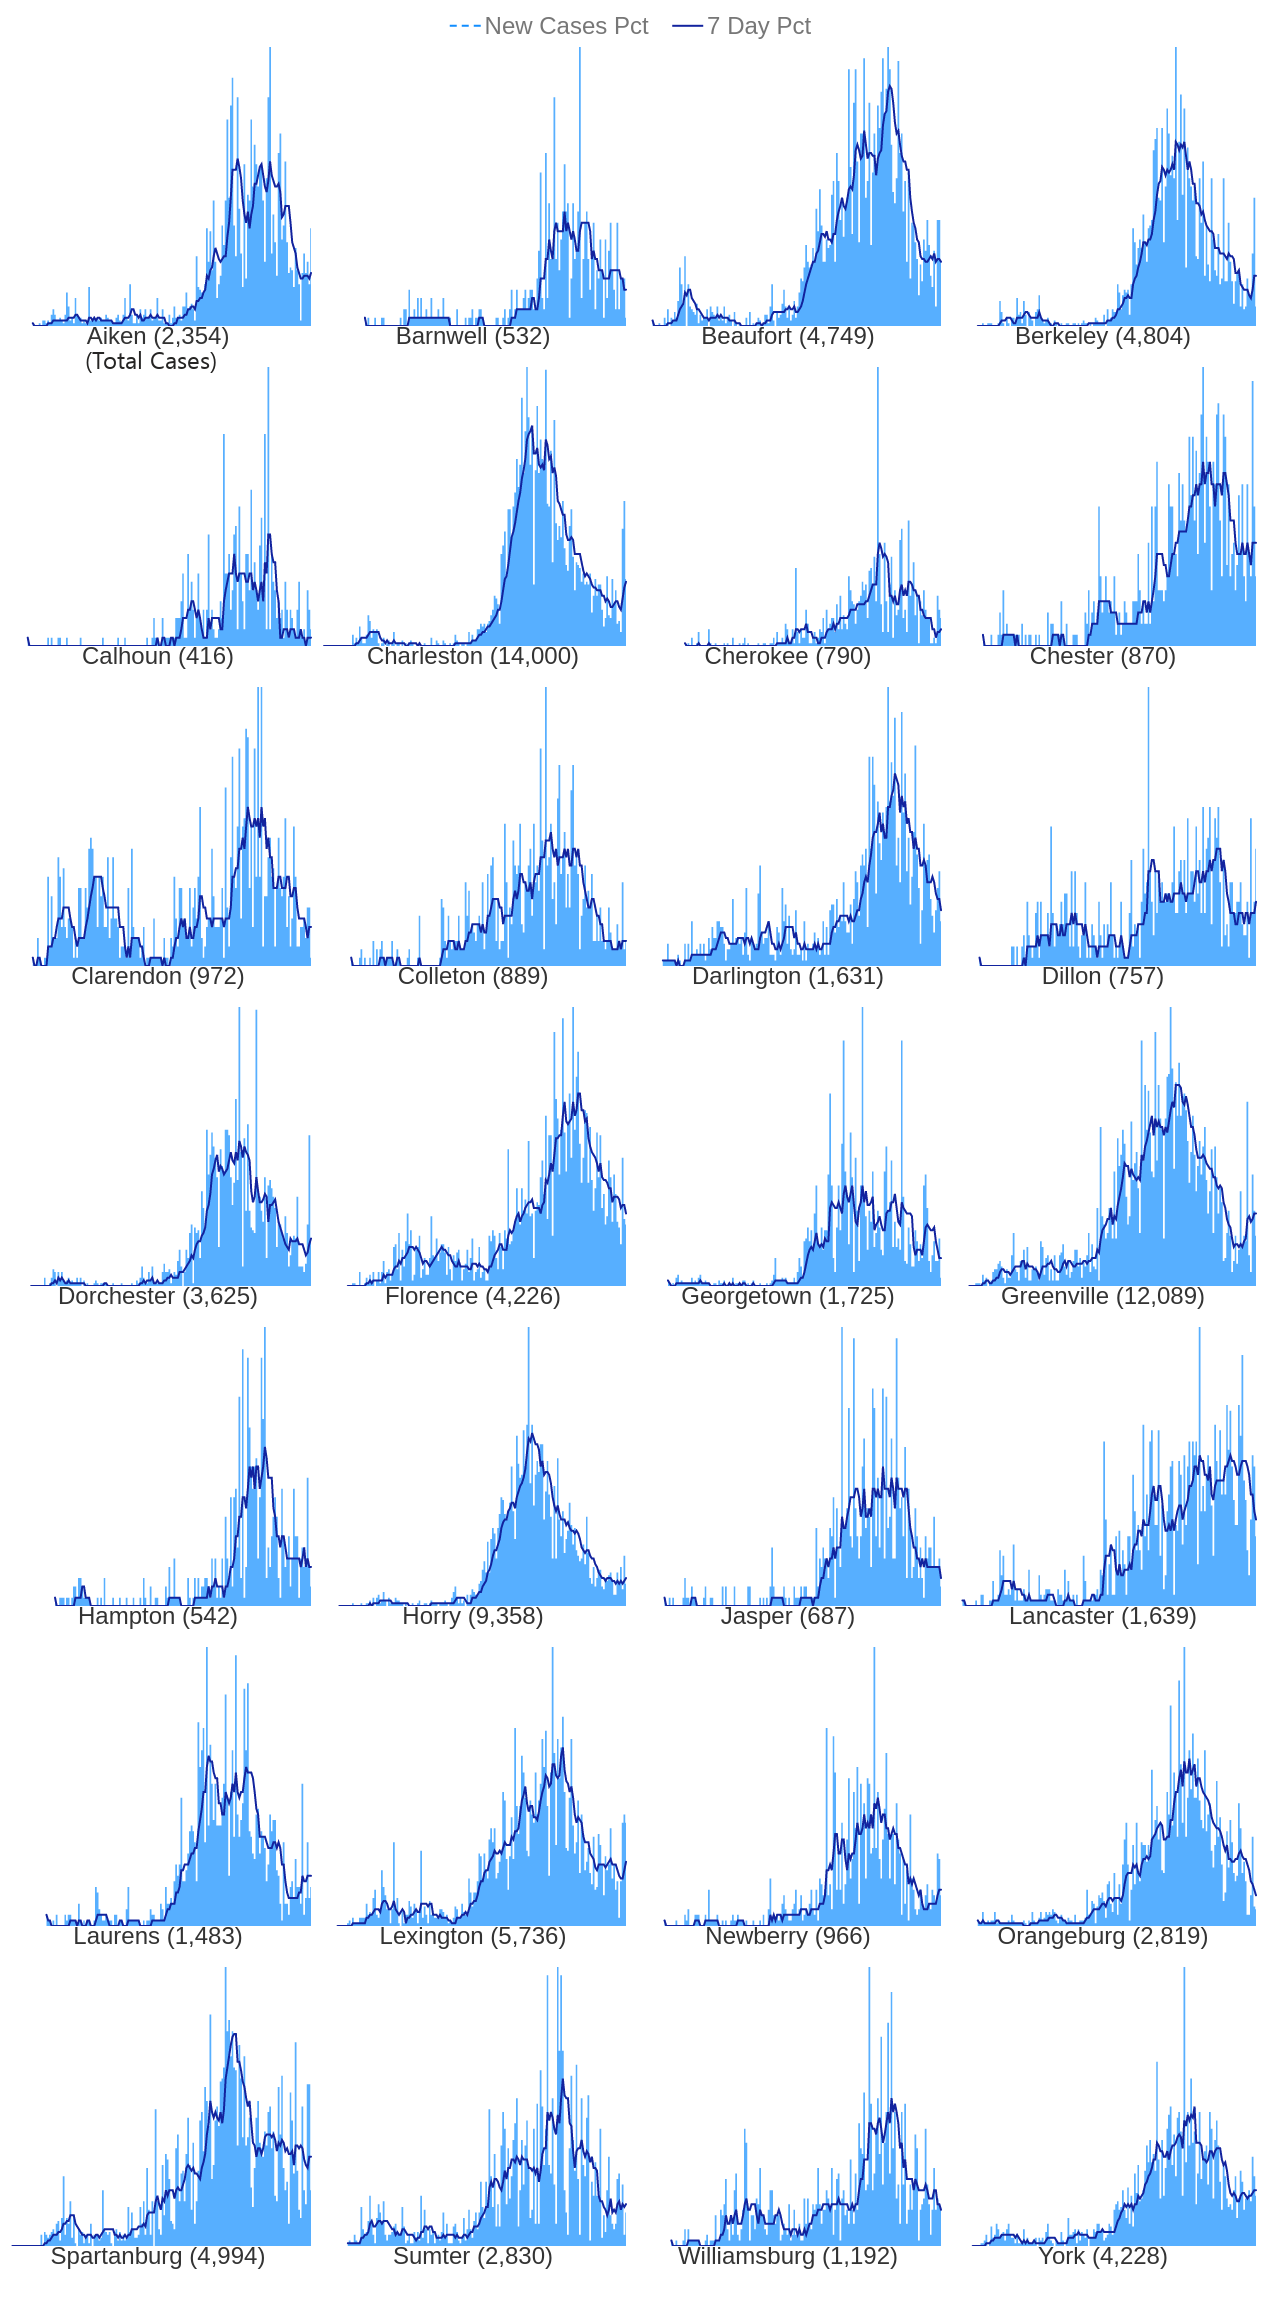 New Cases Pct 7 Day Pct
Aiken (2,354) Barnwell (532) Beaufort (4,749) Berkeley (4,804)
(Total Cases)
Calhoun (416) Charleston (14,000) Cherokee (790) Chester (870)
Clarendon (972) Colleton (889) Darlington (1,631) Dillon (757)
Dorchester (3,625) Florence (4,226) Georgetown (1,725) Greenville (12,089)
Hampton (542) Horry (9,358) Jasper (687) Lancaster (1,639)
Laurens (1,483) Lexington (5,736) Newberry (966) Orangeburg (2,819)
Spartanburg (4,994) Sumter (2,830) Williamsburg (1,192) York (4,228)